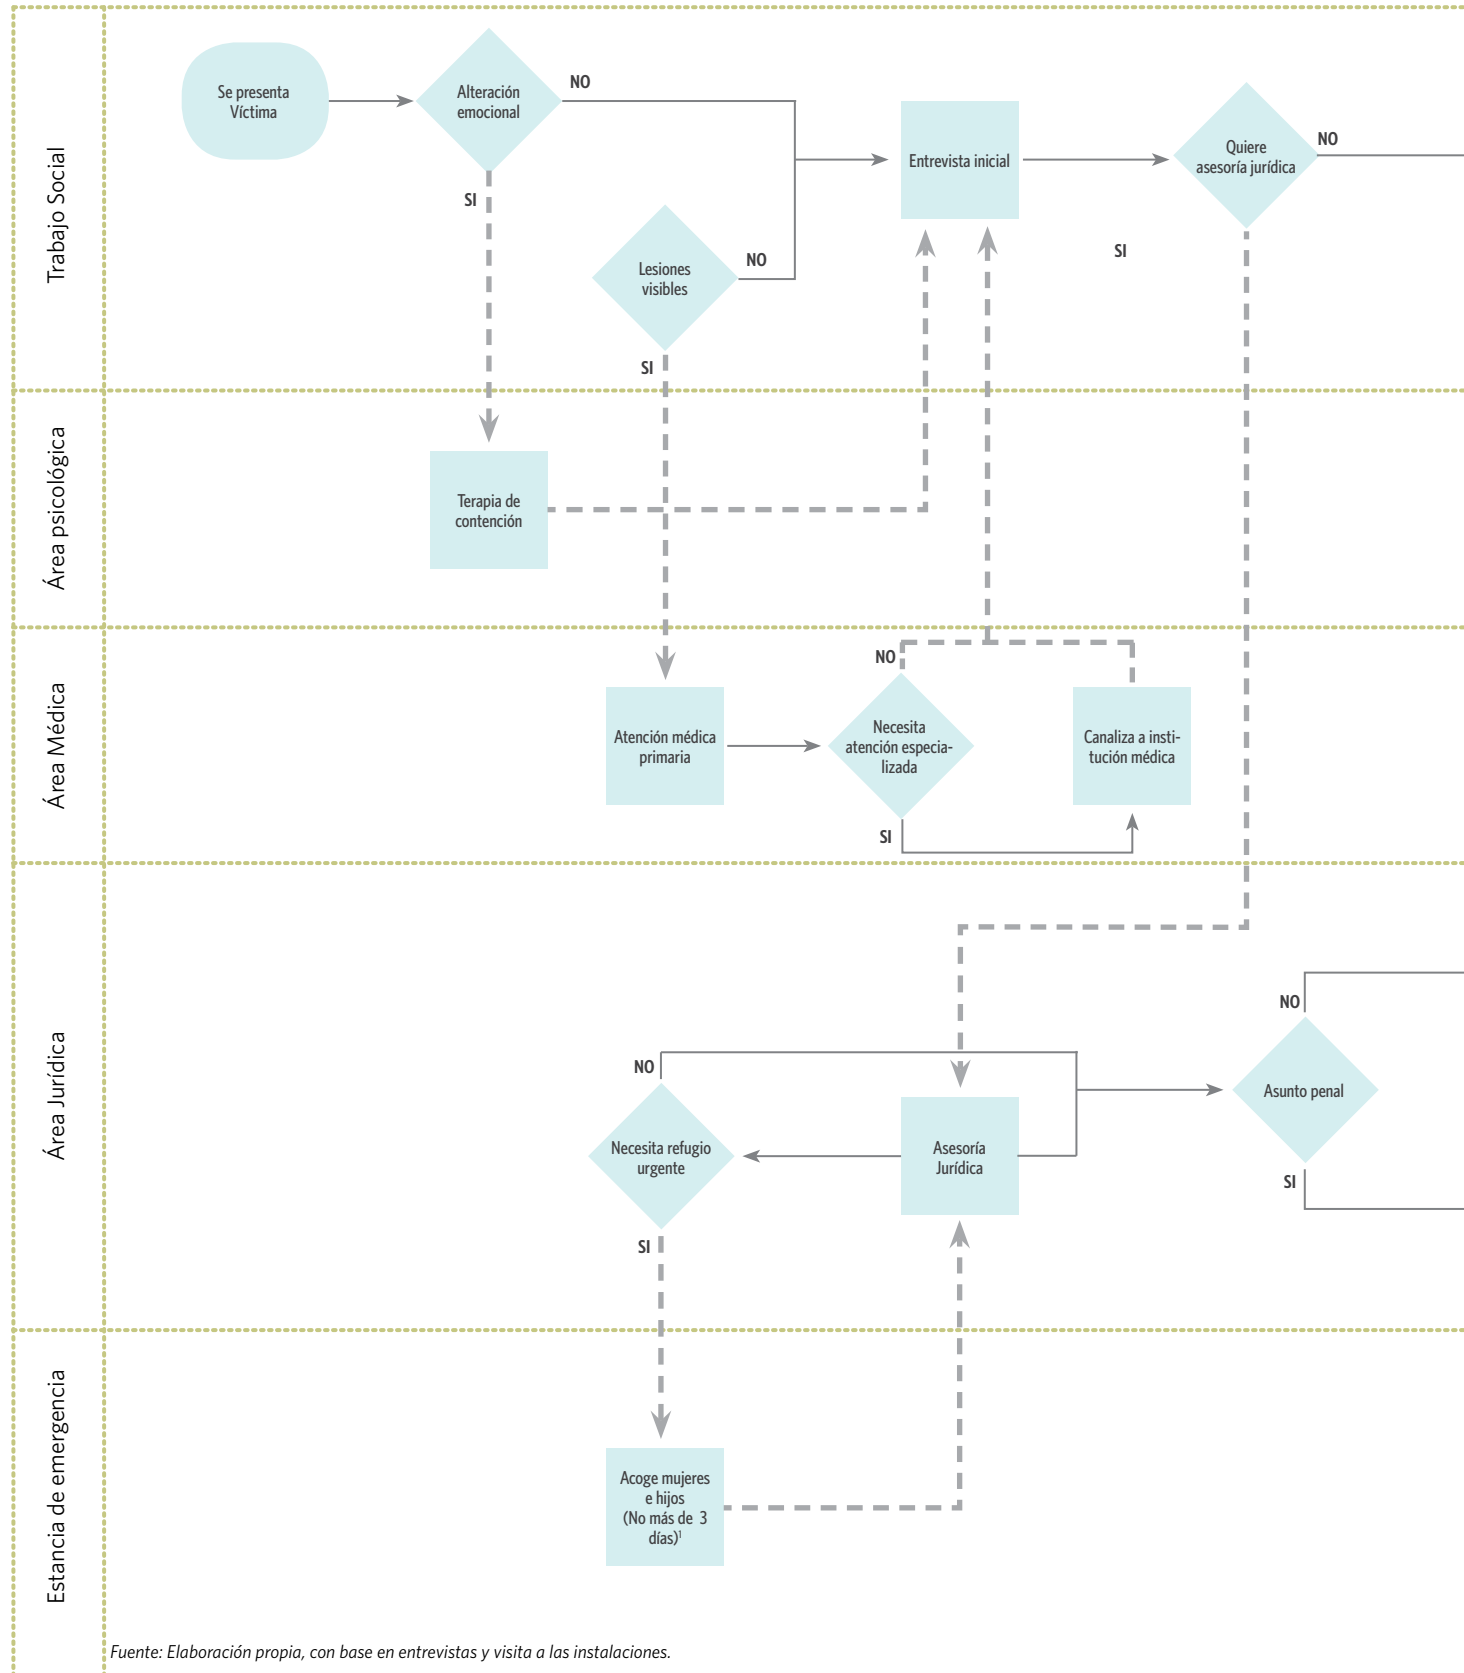 Trabajo Social
Se presenta
Víctima
Alteración
emocional
NO
SI
Lesiones
visibles
NO
SI
Entrevista inicial
Quiere
asesoría jurídica
NO
SI
Área psicológica
Terapia de
contención
Área Médica
Atención médica
primaria
NO
Necesita
atención especia-
lizada
SI
Canaliza a insti-
tución médica
Área Jurídica
NO
Necesita refugio
urgente
SI
Asesoría
Jurídica
NO
Asunto penal
SI
Estancia de emergencia
Acoge mujeres
e hijos
(No más de 3
días)¹
Fuente: Elaboración propia, con base en entrevistas y visita a las instalaciones.